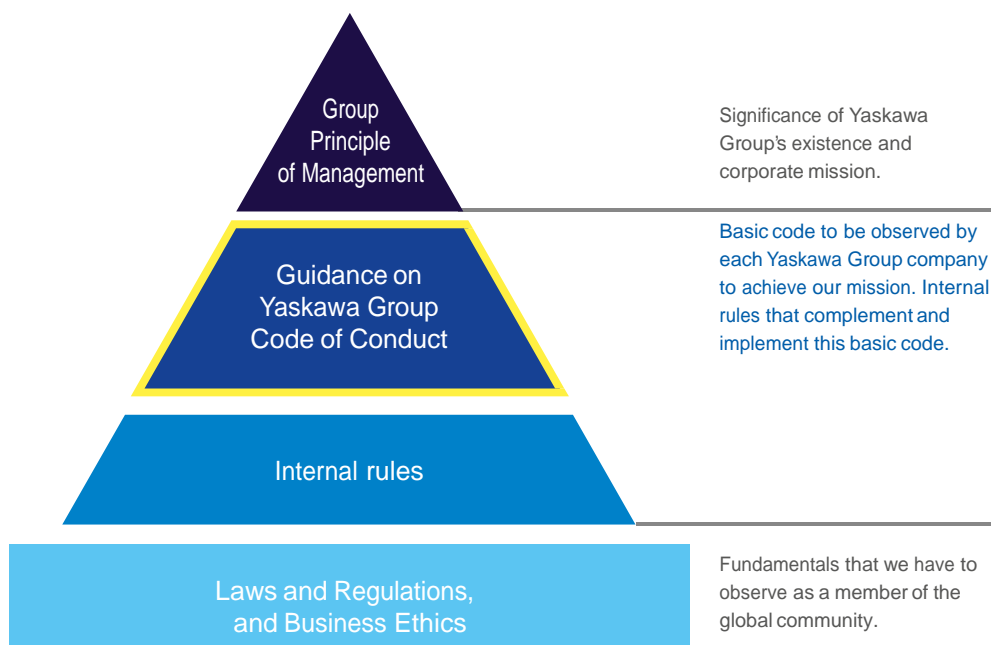 Group
Principle
of Management
Significance of Yaskawa
Group's existence and
corporate mission.
Guidance on
Yaskawa Group
Code of Conduct
Basic code to be observed by
each Yaskawa Group company
to achieve our mission. Internal
rules that complement and
implement this basic code.
Internal rules
Laws and Regulations,
and Business Ethics
Fundamentals that we have to
observe as a member of the
global community.